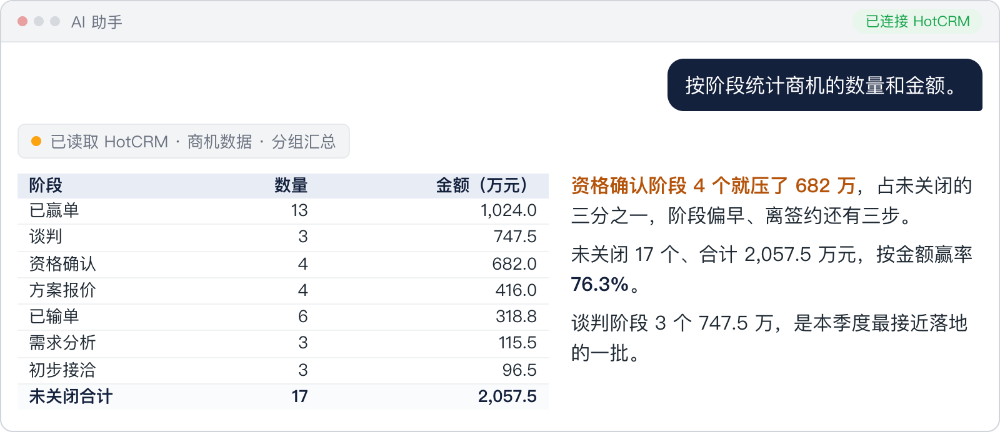 AI 助手
已连接 HotCRM
按阶段统计商机的数量和金额。
已读取 HotCRM · 商机数据 · 分组汇总
阶段 数量 金额（万元）
已赢单 13 1,024.0
谈判 3 747.5
资格确认 4 682.0
方案报价 4 416.0
已输单 6 318.8
需求分析 3 115.5
初步接洽 3 96.5
未关闭合计 17 2,057.5
资格确认阶段 4 个就压了 682 万，占未关闭的
三分之一，阶段偏早、离签约还有三步。
未关闭 17 个、合计 2,057.5 万元，按金额赢率
76.3%。
谈判阶段 3 个 747.5 万，是本季度最接近落地
的一批。